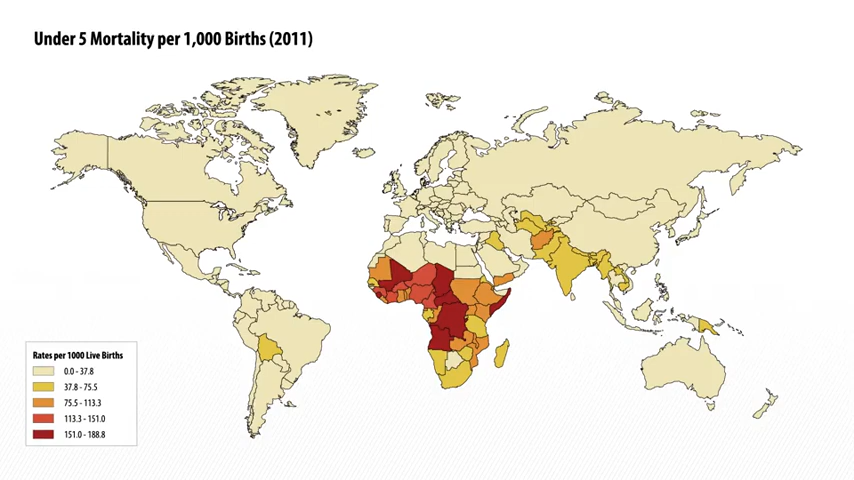 Under 5 Mortality per 1,000 Births (2011)
Rates per 1000 Live Births
0.0 - 37.8
37.8 - 75.5
75.5 - 113.3
113.3 - 151.0
151.0 - 188.8